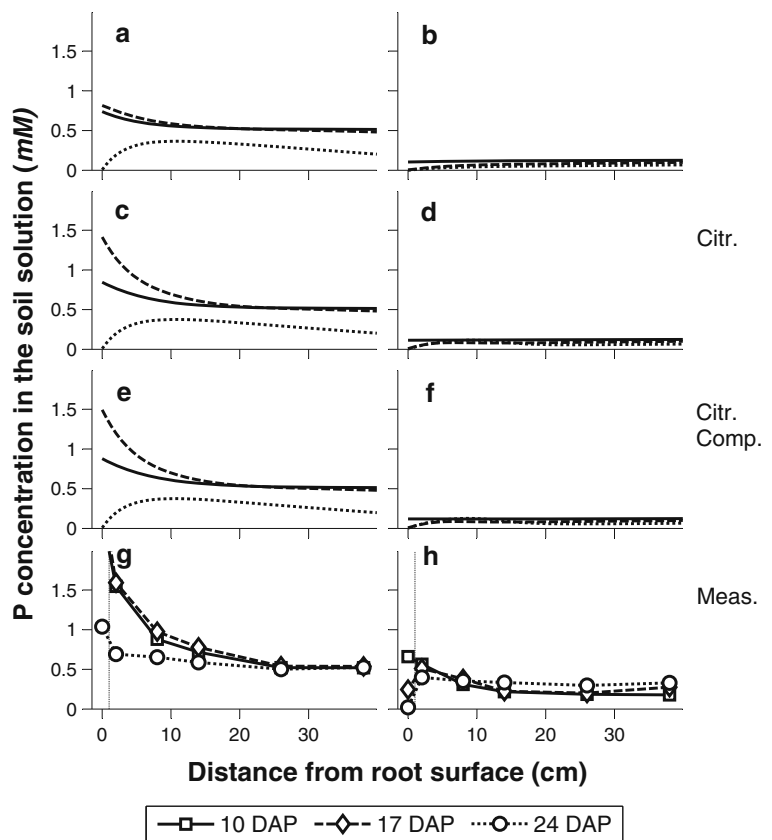 P concentration in the soil solution (mM)
a
1.5
1
0.5
0
b
c
1.5
1
0.5
0
d
Citr.
e
1.5
1
0.5
0
f
Citr.
Comp.
g
1.5
1
0.5
0
h
Meas.
0 10 20 30
0 10 20 30
Distance from root surface (cm)
10 DAP 17 DAP 24 DAP